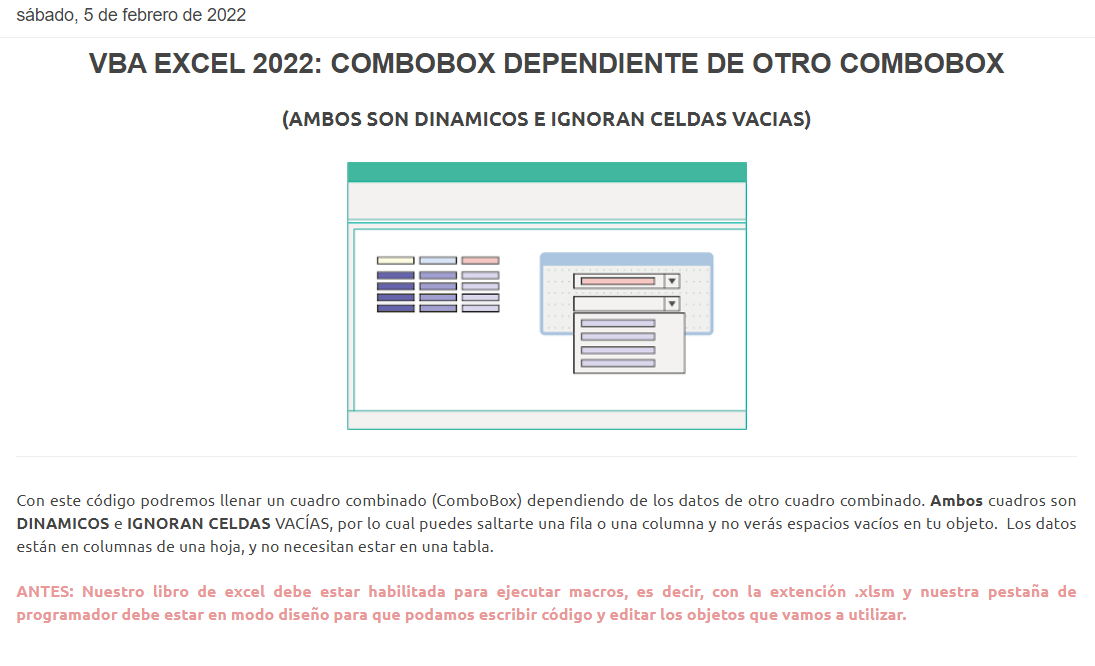 sábado, 5 de febrero de 2022
VBA EXCEL 2022: COMBOBOX DEPENDIENTE DE OTRO COMBOBOX
(AMBOS SON DINAMICOS E IGNORAN CELDAS VACIAS)
Con este código podremos llenar un cuadro combinado (ComboBox) dependiendo de los datos de otro cuadro combinado. Ambos cuadros son
DINAMICOS e IGNORAN CELDAS VACÍAS, por lo cual puedes saltarte una fila o una columna y no verás espacios vacíos en tu objeto. Los datos
están en columnas de una hoja, y no necesitan estar en una tabla.
ANTES: Nuestro libro de excel debe estar habilitada para ejecutar macros, es decir, con la extención .xlsm y nuestra pestaña de
programador debe estar en modo diseño para que podamos escribir código y editar los objetos que vamos a utilizar.